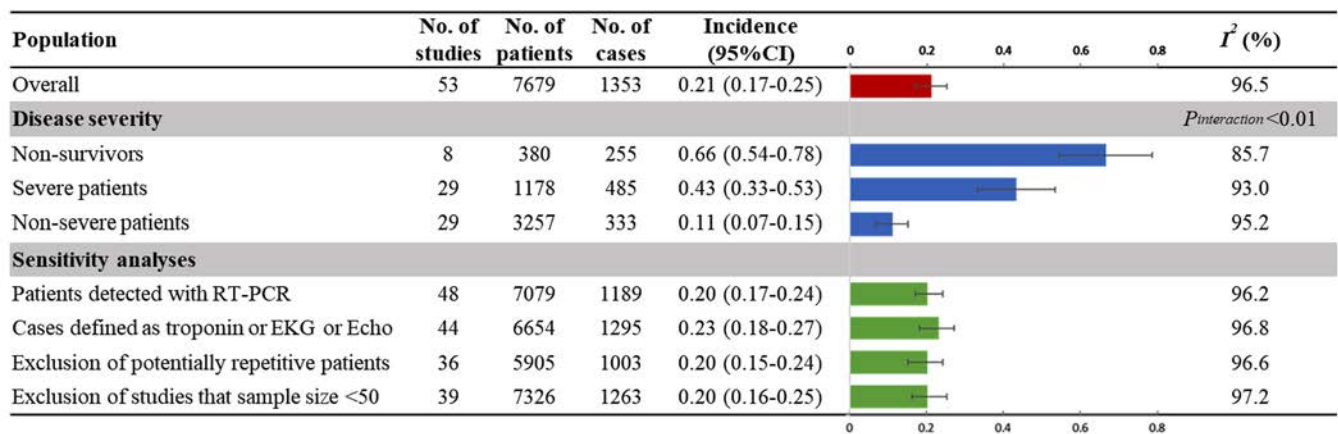 Population No. of studies No. of patients No. of cases Incidence (95%CI) 0 0.2 0.4 0.6 0.8 I² (%)
Overall 53 7679 1353 0.21 (0.17-0.25) 96.5
Disease severity Pinteraction<0.01
Non-survivors 8 380 255 0.66 (0.54-0.78) 85.7
Severe patients 29 1178 485 0.43 (0.33-0.53) 93.0
Non-severe patients 29 3257 333 0.11 (0.07-0.15) 95.2
Sensitivity analyses
Patients detected with RT-PCR 48 7079 1189 0.20 (0.17-0.24) 96.2
Cases defined as troponin or EKG or Echo 44 6654 1295 0.23 (0.18-0.27) 96.8
Exclusion of potentially repetitive patients 36 5905 1003 0.20 (0.15-0.24) 96.6
Exclusion of studies that sample size <50 39 7326 1263 0.20 (0.16-0.25) 97.2
0 0.2 0.4 0.6 0.8